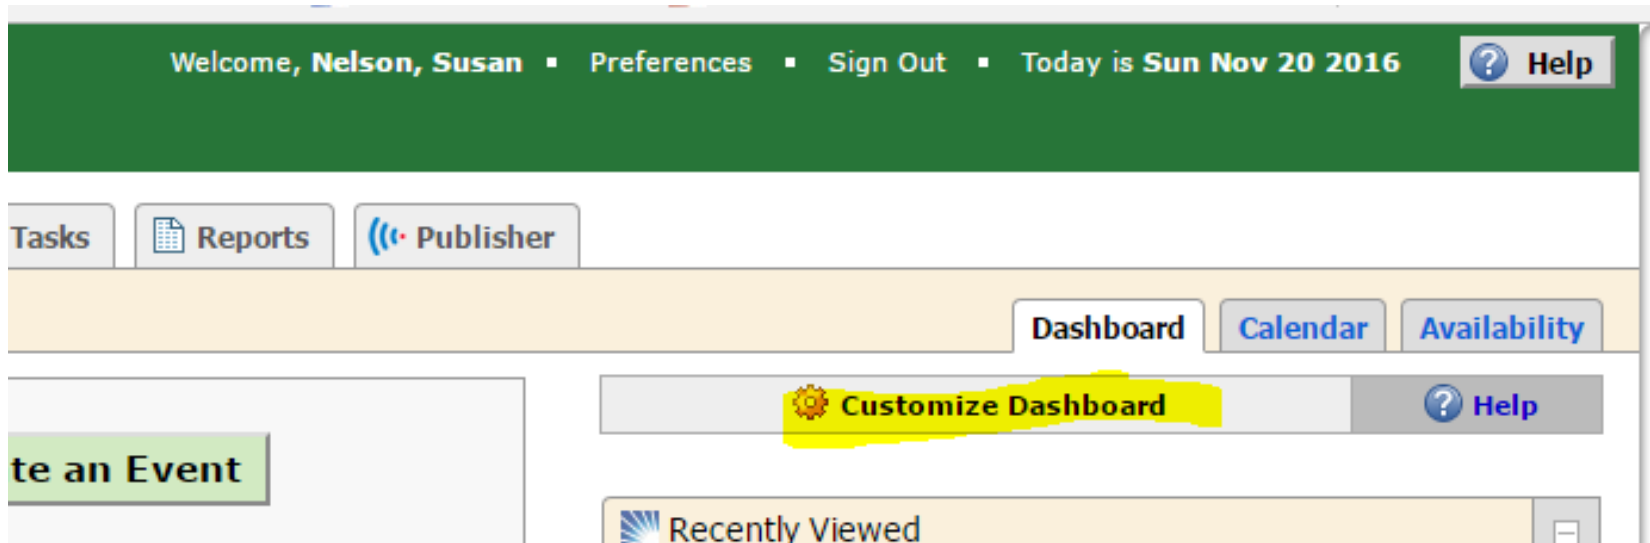 Welcome, Nelson, Susan ▪ Preferences ▪ Sign Out ▪ Today is Sun Nov 20 2016 Help
Tasks Reports Publisher
Dashboard Calendar Availability
Customize Dashboard Help
te an Event
Recently Viewed